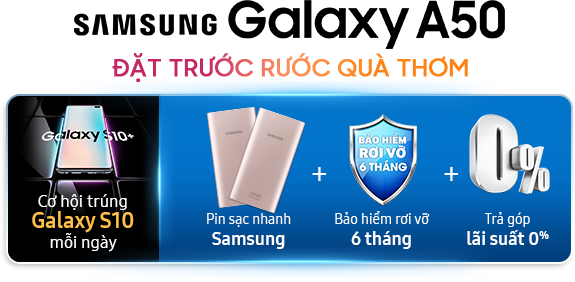 SAMSUNG Galaxy A50
ĐẶT TRƯỚC RƯỚC QUÀ THƠM
Galaxy S10+
Cơ hội trúng
Galaxy S10
mỗi ngày
SAMSUNG
SAMSUNG
Pin sạc nhanh
Samsung
+
BẢO HIỂM
RƠI VỠ
6 THÁNG
Bảo hiểm rơi vỡ
6 tháng
+
0%
Trả góp
lãi suất 0%